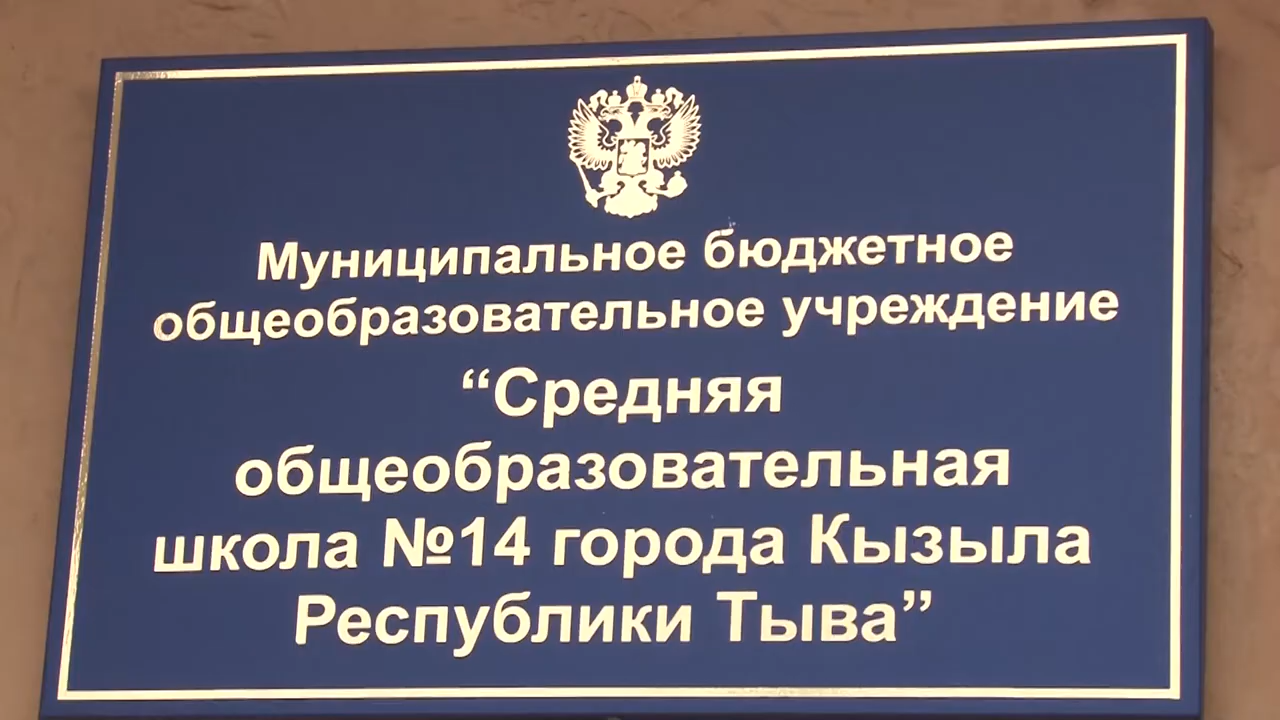 Муниципальное бюджетное
общеобразовательное учреждение
“Средняя
общеобразовательная
школа №14 города Кызыла
Республики Тыва”